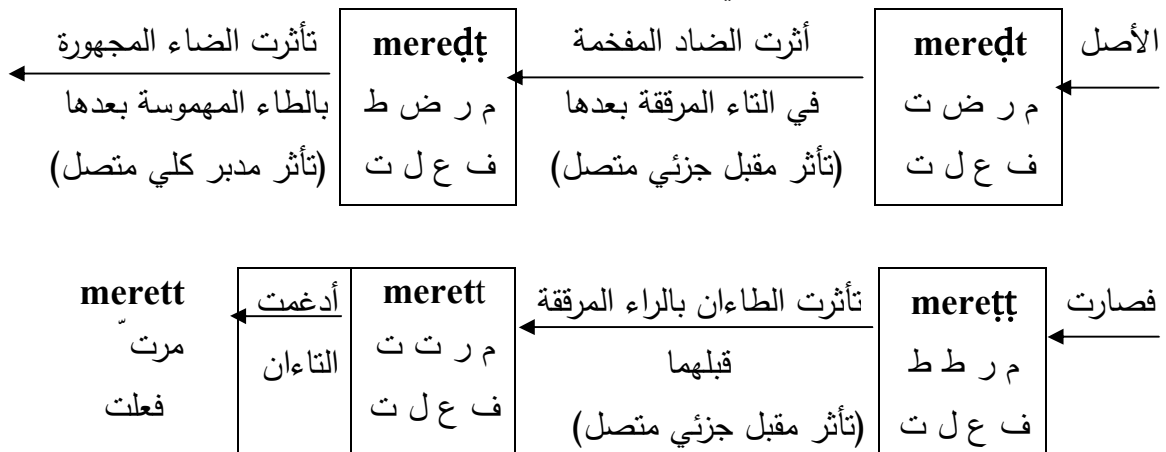 الأصل
mereḍt
م ر ض ت
ف ع ل ت
أثرت الضاد المفخمة
في التاء المرققة بعدها
(تأثر مقبل جزئي متصل)
mereḍṭ
م ر ض ط
ف ع ل ت
تأثرت الضاء المجهورة
بالطاء المهموسة بعدها
(تأثر مدبر كلي متصل)
فصارت
mereṭṭ
م ر ط ط
ف ع ل ت
تأثرت الطاءان بالراء المرققة
قبلهما
(تأثر مقبل جزئي متصل)
merett
م ر ت ت
ف ع ل ت
أدغمت
التاءان
merett
مرتّ
فعلت